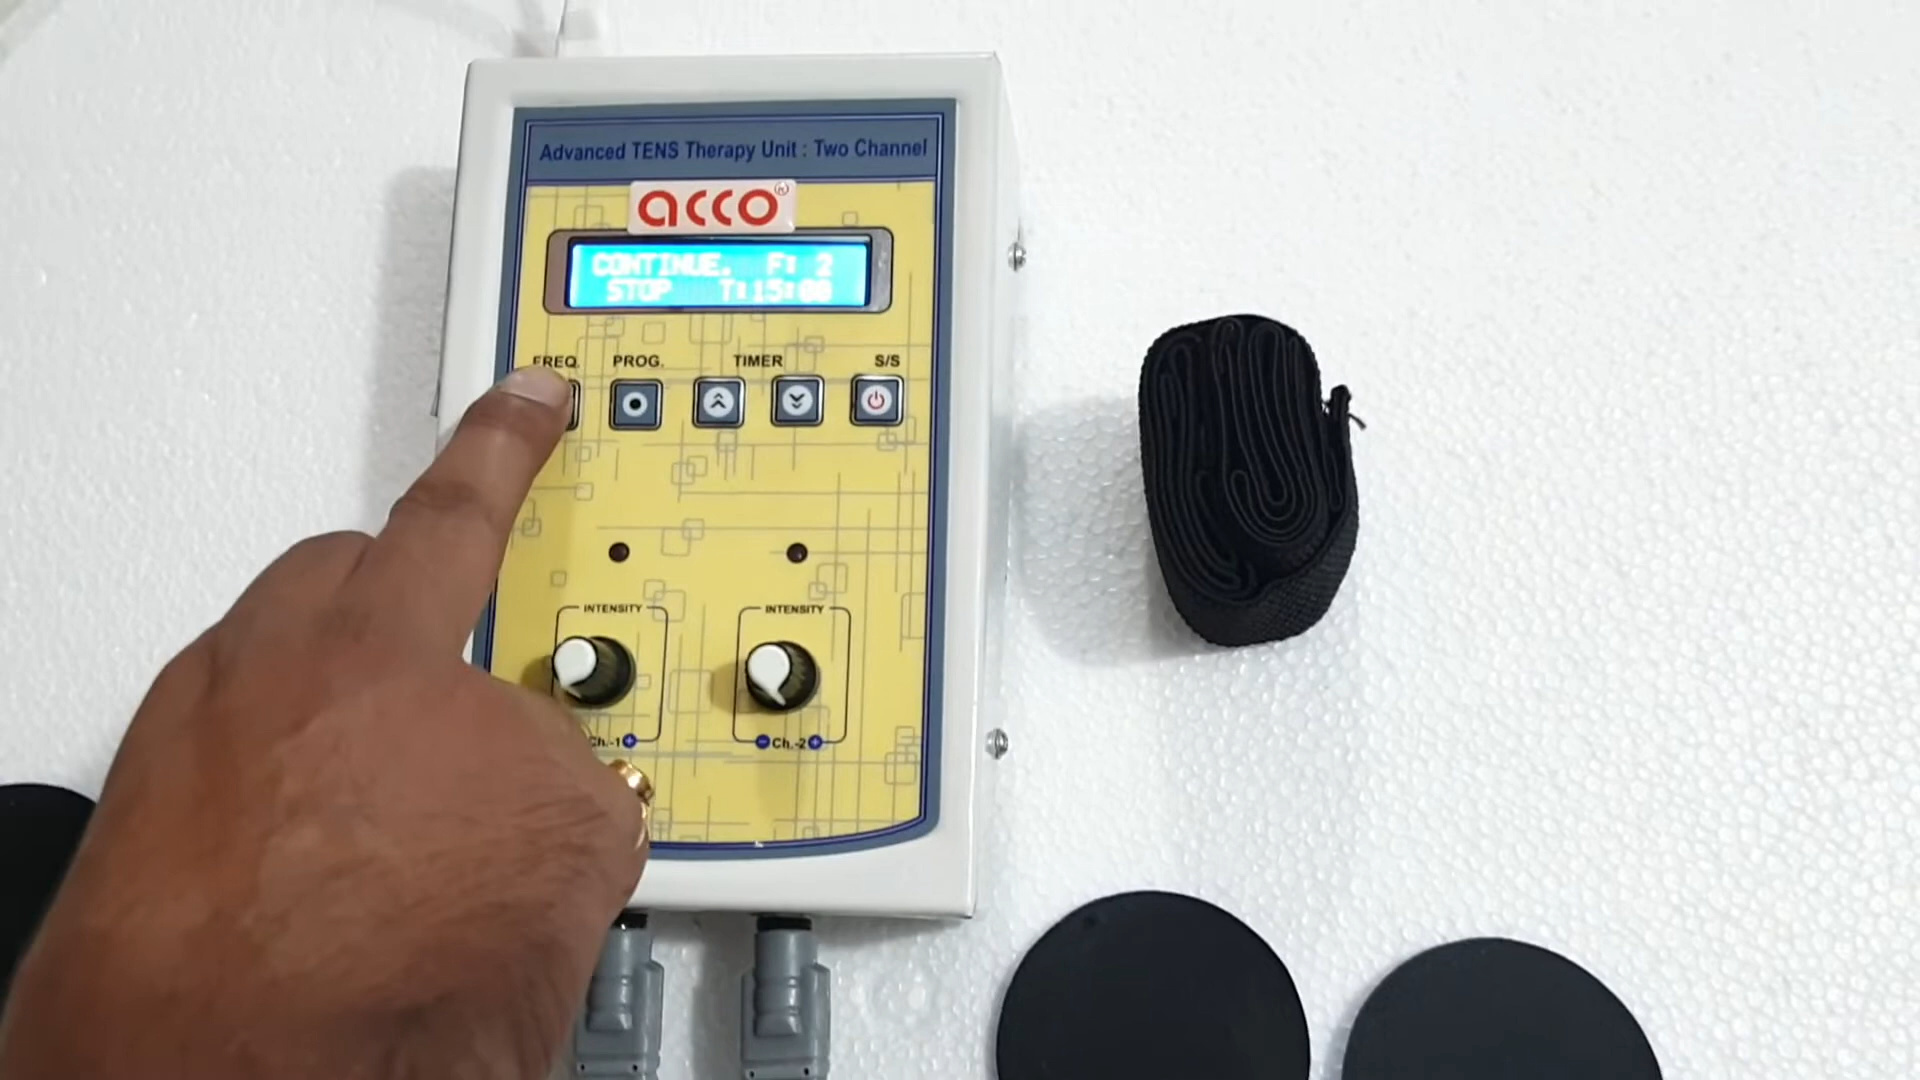 Advanced TENS Therapy Unit : Two Channel
acco®
CONTINUE. F: 2
STOP T:15:00
FREQ. PROG. TIMER S/S
INTENSITY INTENSITY
Ch.-1+ -Ch.-2+